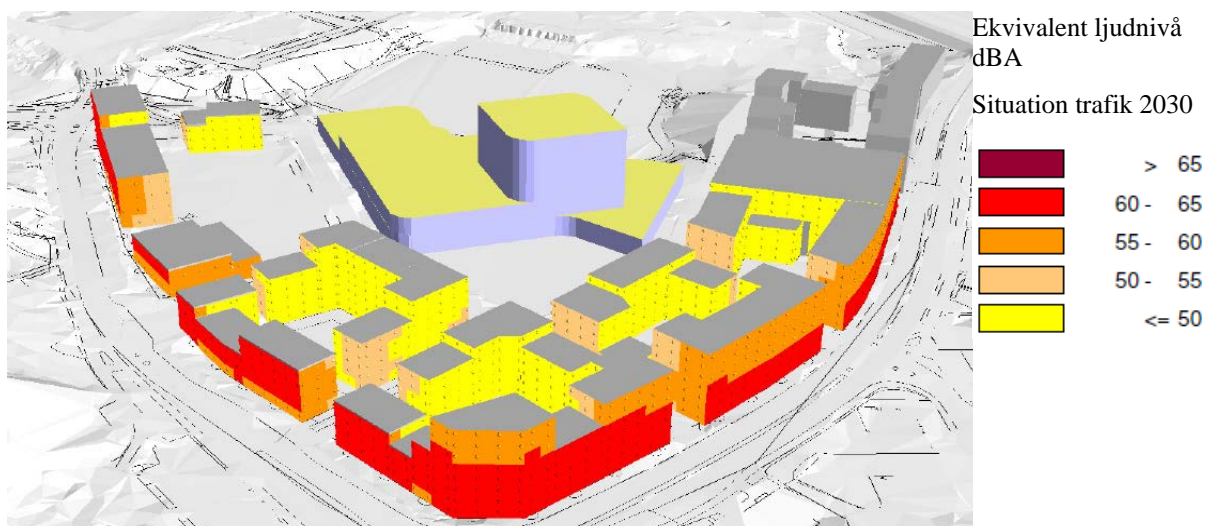 Ekvivalent ljudnivå
dBA
Situation trafik 2030
> 65
60 - 65
55 - 60
50 - 55
<= 50